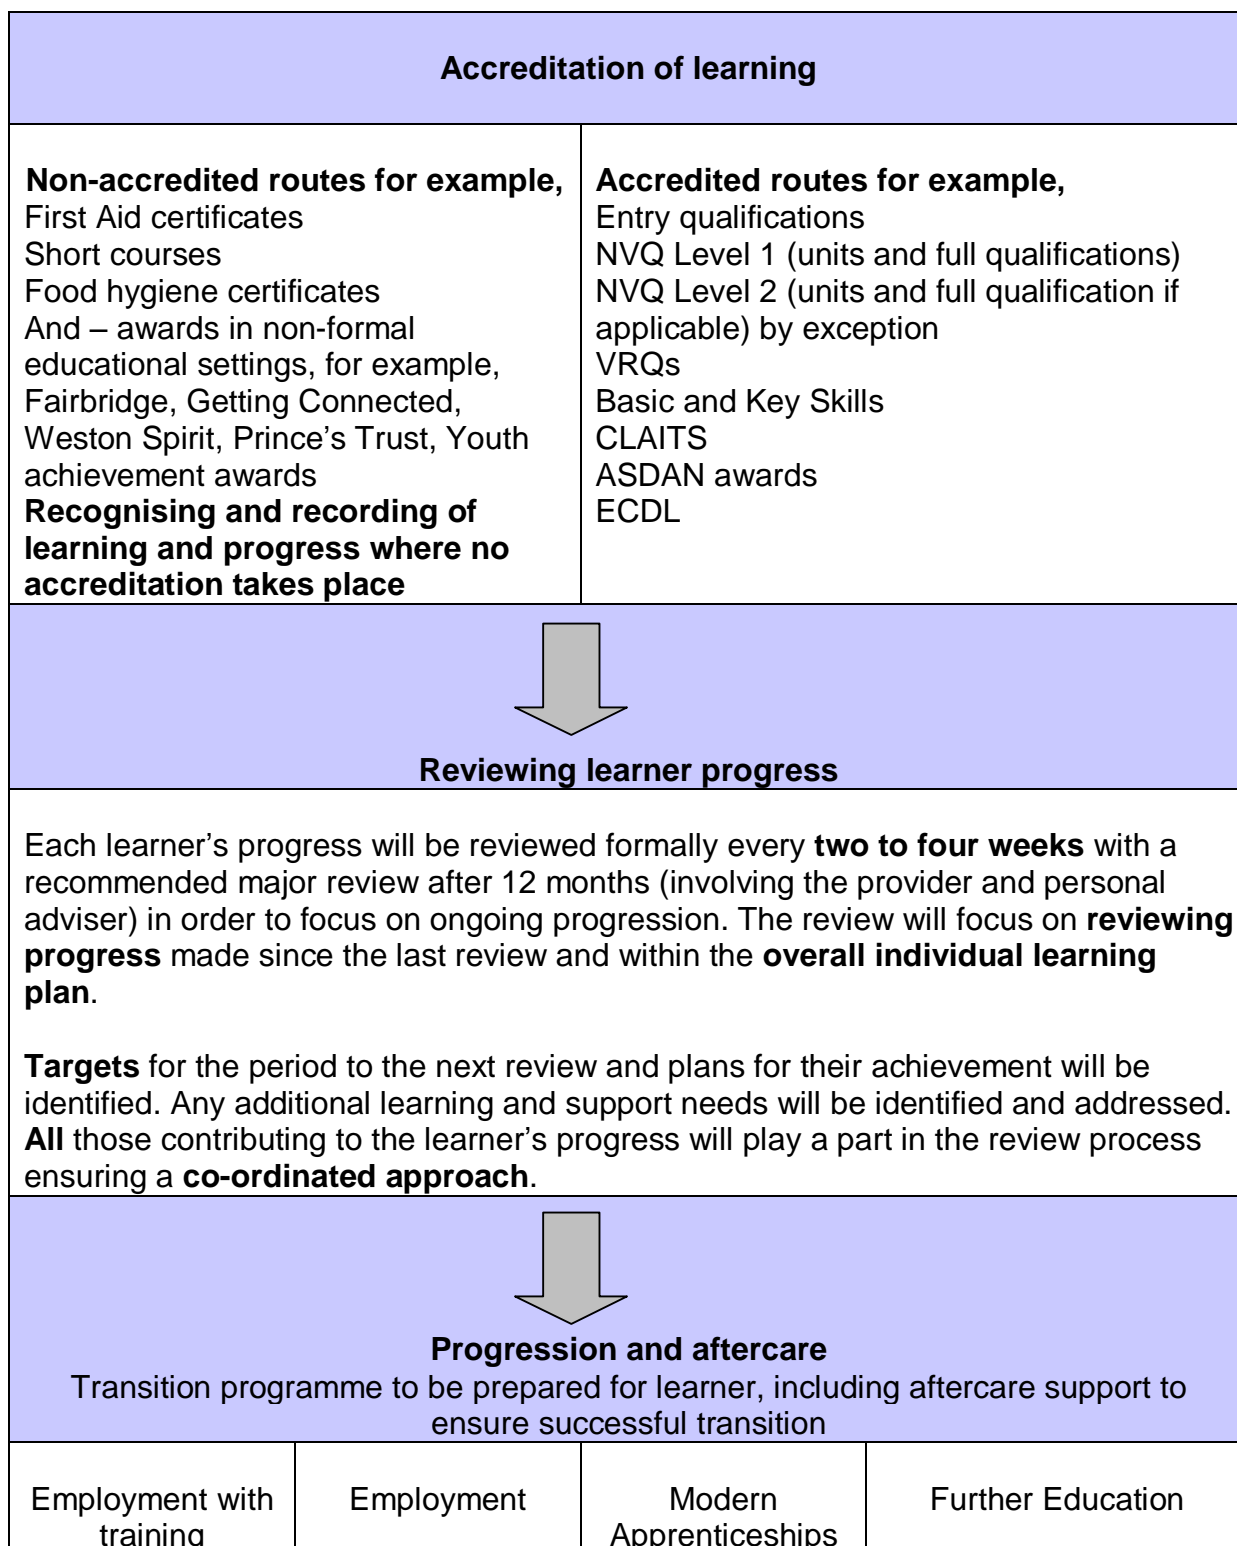 Accreditation of learning
Non-accredited routes for example,
First Aid certificates
Short courses
Food hygiene certificates
And – awards in non-formal
educational settings, for example,
Fairbridge, Getting Connected,
Weston Spirit, Prince’s Trust, Youth
achievement awards
Recognising and recording of
learning and progress where no
accreditation takes place
Accredited routes for example,
Entry qualifications
NVQ Level 1 (units and full qualifications)
NVQ Level 2 (units and full qualification if
applicable) by exception
VRQs
Basic and Key Skills
CLAITS
ASDAN awards
ECDL
Reviewing learner progress
Each learner’s progress will be reviewed formally every two to four weeks with a
recommended major review after 12 months (involving the provider and personal
adviser) in order to focus on ongoing progression. The review will focus on reviewing
progress made since the last review and within the overall individual learning
plan.
Targets for the period to the next review and plans for their achievement will be
identified. Any additional learning and support needs will be identified and addressed.
All those contributing to the learner’s progress will play a part in the review process
ensuring a co-ordinated approach.
Progression and aftercare
Transition programme to be prepared for learner, including aftercare support to
ensure successful transition
Employment with
training
Employment
Modern
Apprenticeships
Further Education